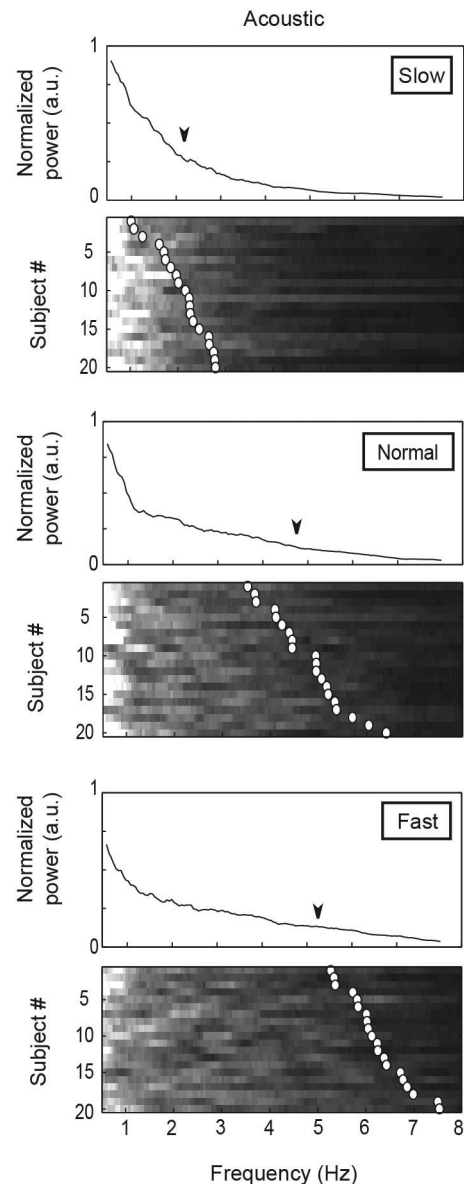 Acoustic
Normalized
power (a.u.)
1
0
Slow
Subject #
5
10
15
20
Normalized
power (a.u.)
1
0
Normal
Subject #
5
10
15
20
Normalized
power (a.u.)
1
0
Fast
Subject #
5
10
15
20
1 2 3 4 5 6 7 8
Frequency (Hz)